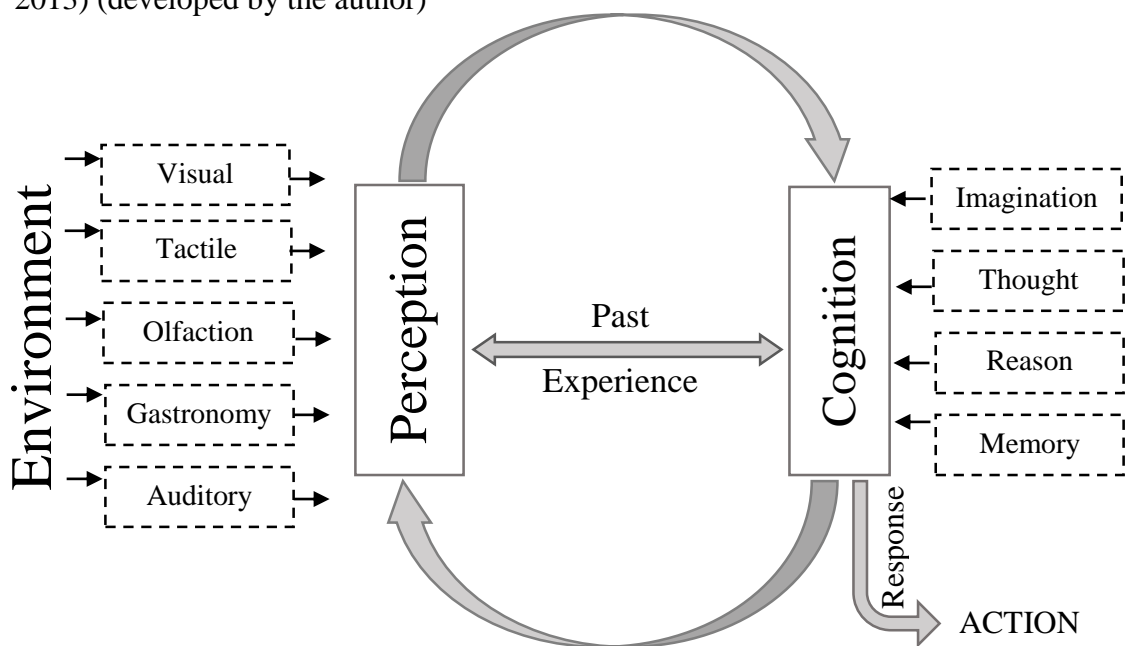 2013) (developed by the author)
Environment
Visual
Tactile
Olfaction
Gastronomy
Auditory
Perception
Past
Experience
Cognition
Imagination
Thought
Reason
Memory
Response
ACTION